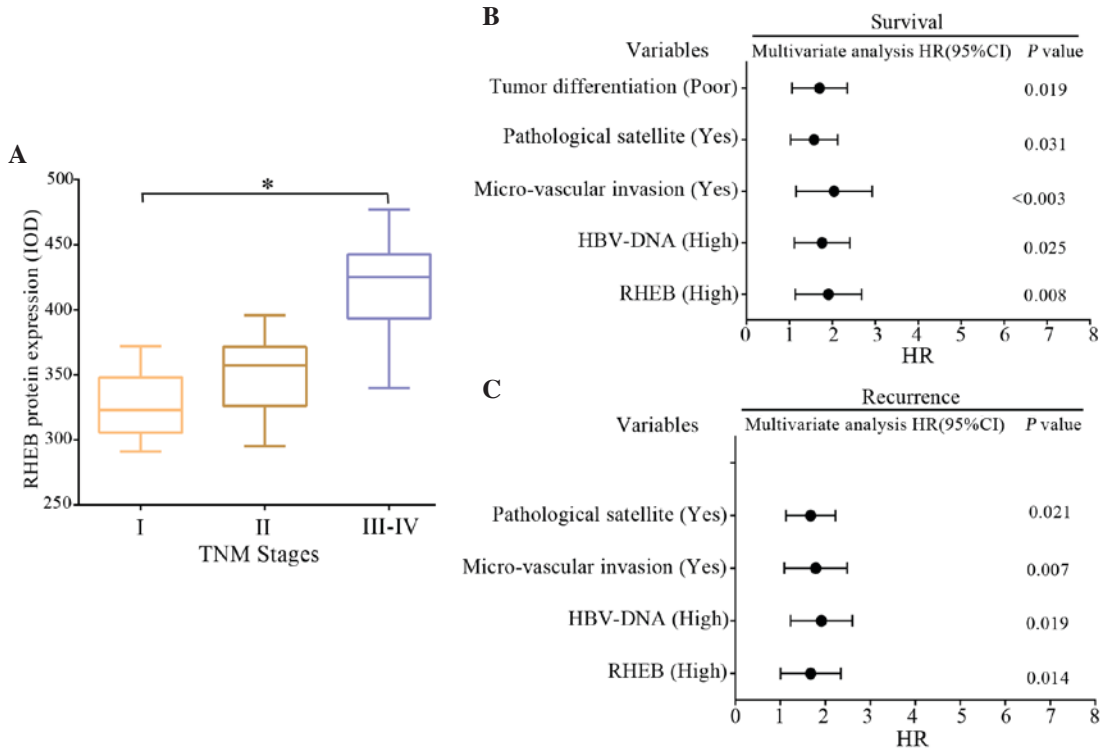 A
RHEB protein expression (IOD)
500
450
400
350
300
250
*
I II III-IV
TNM Stages
B
Survival
Variables Multivariate analysis HR(95%CI) P value
Tumor differentiation (Poor) 0.019
Pathological satellite (Yes) 0.031
Micro-vascular invasion (Yes) <0.003
HBV-DNA (High) 0.025
RHEB (High) 0.008
0 1 2 3 4 5 6 7 8
HR
C
Recurrence
Variables Multivariate analysis HR(95%CI) P value
Pathological satellite (Yes) 0.021
Micro-vascular invasion (Yes) 0.007
HBV-DNA (High) 0.019
RHEB (High) 0.014
0 1 2 3 4 5 6 7 8
HR